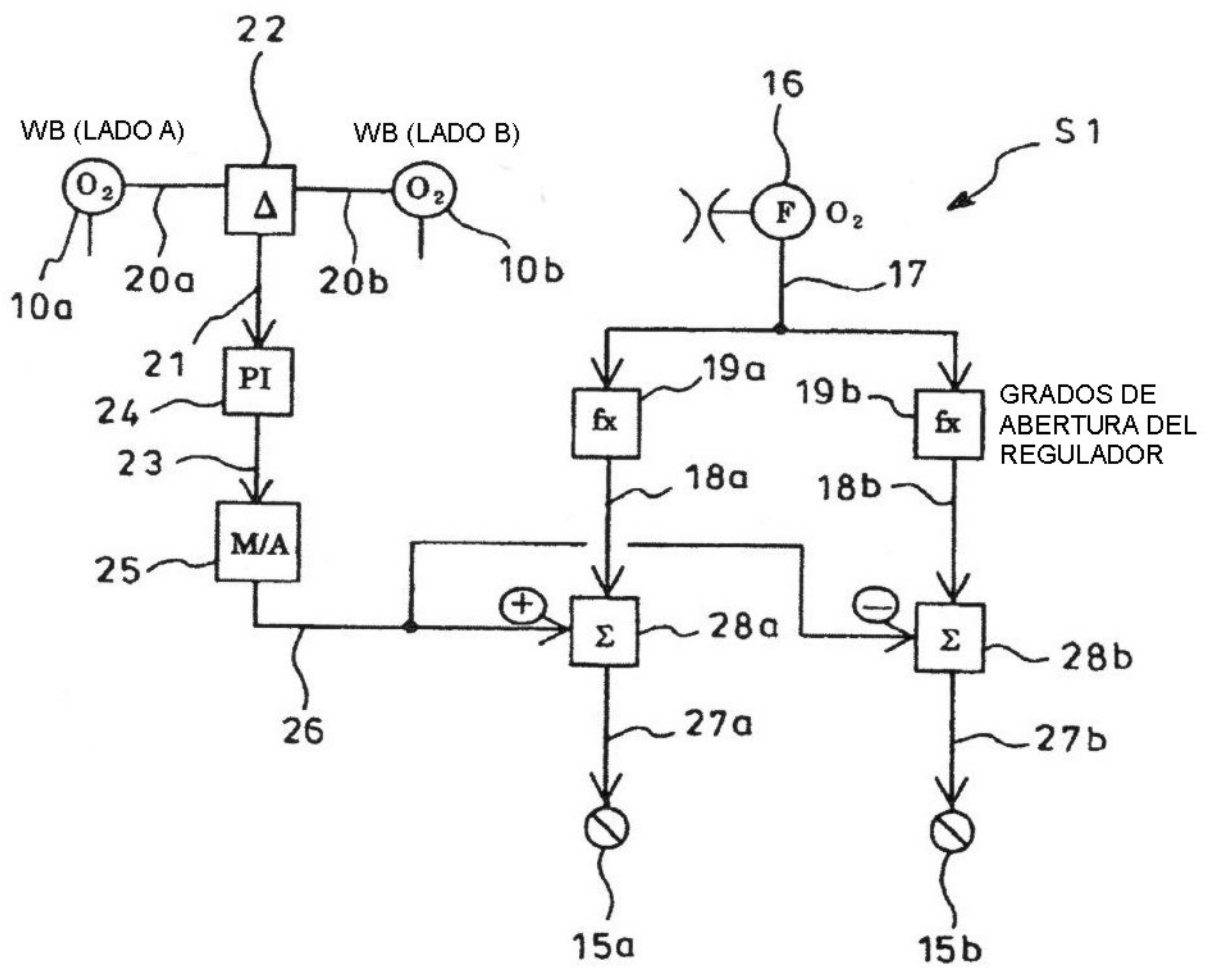 22
16
S1
WB (LADO A)
WB (LADO B)
O₂
Δ
O₂
F O₂
10a
20a
20b
10b
17
21
PI
24
19a
fx
19b
fx
GRADOS DE
ABERTURA DEL
REGULADOR
23
18a
18b
M/A
25
+
−
Σ
28a
Σ
28b
26
27a
27b
15a
15b